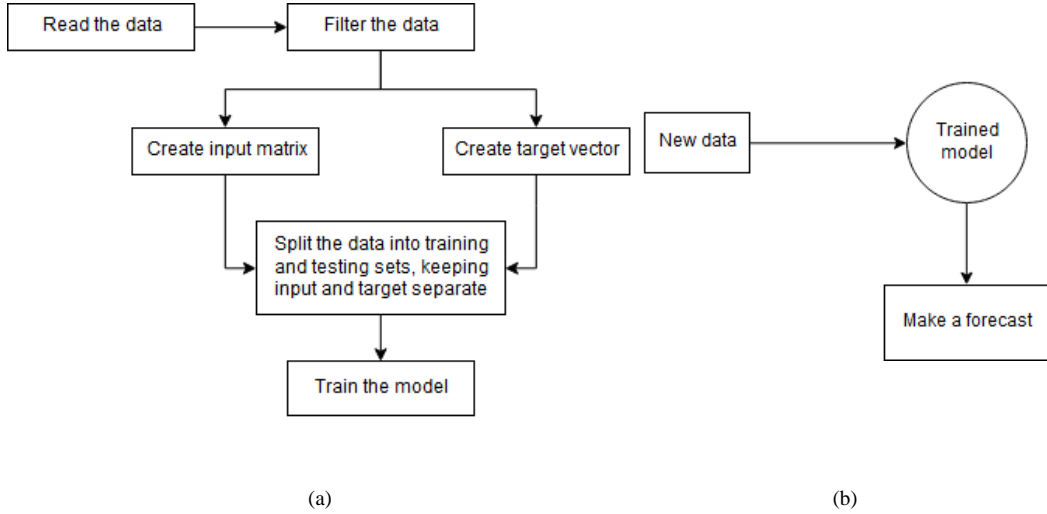 Read the data
Filter the data
Create input matrix
Create target vector
Split the data into training
and testing sets, keeping
input and target separate
Train the model
(a)
New data
Trained
model
Make a forecast
(b)